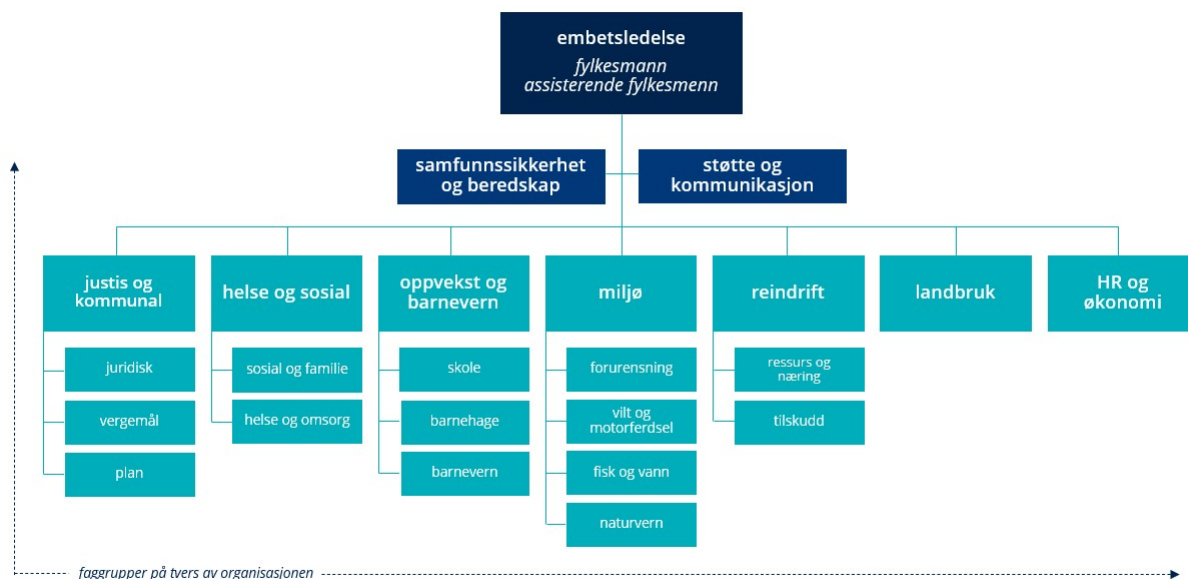 embetsledelse
fylkesmann
assisterende fylkesmenn
samfunnssikkerhet
og beredskap
støtte og
kommunikasjon
justis og
kommunal
juridisk
vergemål
plan
helse og sosial
sosial og familie
helse og omsorg
oppvekst og
barnevern
skole
barnehage
barnevern
miljø
forurensning
vilt og
motorferdsel
fisk og vann
naturvern
reindrift
ressurs og
næring
tilskudd
landbruk
HR og
økonomi
faggrupper på tvers av organisasjonen